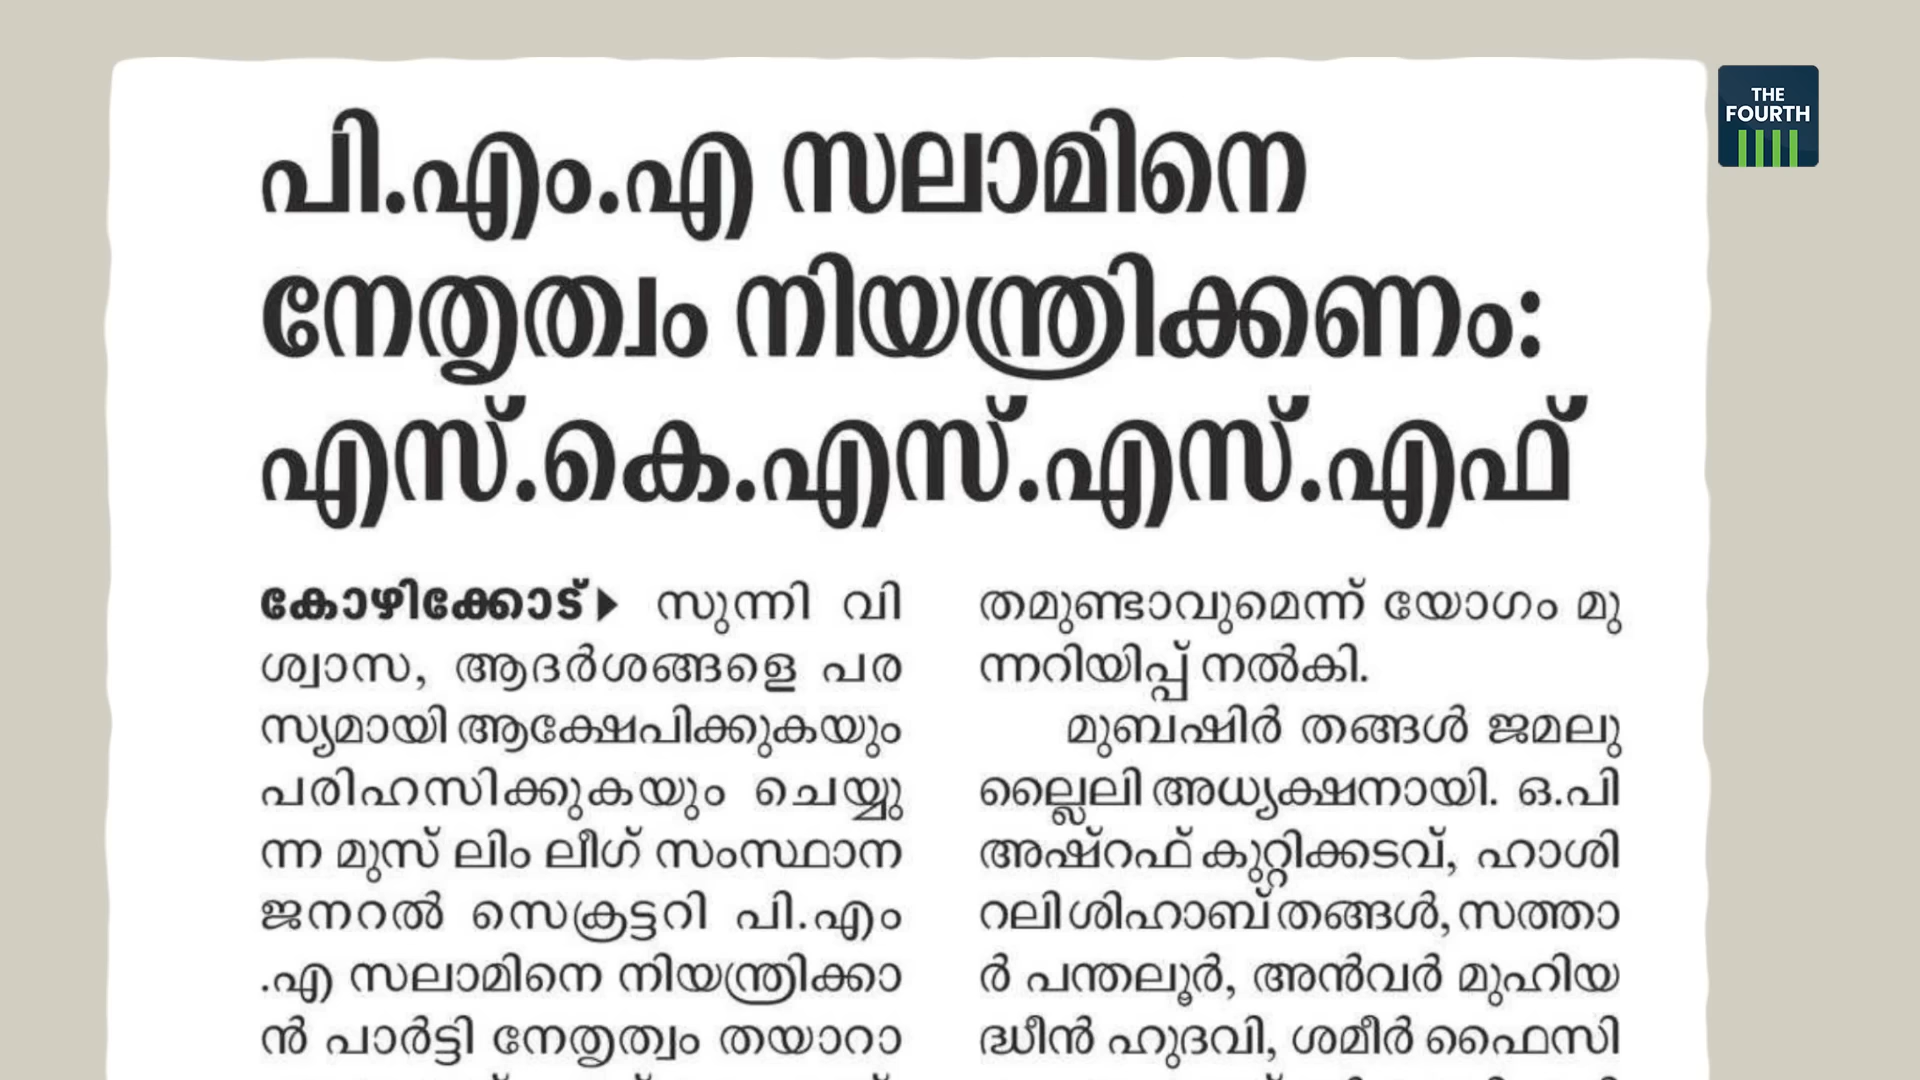 പി.എം.എ സലാമിനെ
നേതൃത്വം നിയന്ത്രിക്കണം:
എസ്.കെ.എസ്.എസ്.എഫ്
കോഴിക്കോട്▶ സുന്നി വി
ശ്വാസ, ആദർശങ്ങളെ പര
സ്യമായി ആക്ഷേപിക്കുകയും
പരിഹസിക്കുകയും ചെയ്യു
ന്ന മുസ് ലിം ലീഗ് സംസ്ഥാന
ജനറൽ സെക്രട്ടറി പി.എം
.എ സലാമിനെ നിയന്ത്രിക്കാ
ൻ പാർട്ടി നേതൃത്വം തയാറാ
തമുണ്ടാവുമെന്ന് യോഗം മു
ന്നറിയിപ്പ് നൽകി.
മുബഷിർ തങ്ങൾ ജമലു
ല്ലൈലി അധ്യക്ഷനായി. ഒ.പി
അഷ്റഫ് കുറ്റിക്കടവ്, ഹാശി
റലി ശിഹാബ് തങ്ങൾ, സത്താ
ർ പന്തലൂർ, അൻവർ മുഹിയ
ദ്ധീൻ ഹുദവി, ശമീർ ഫൈസി
THE
FOURTH